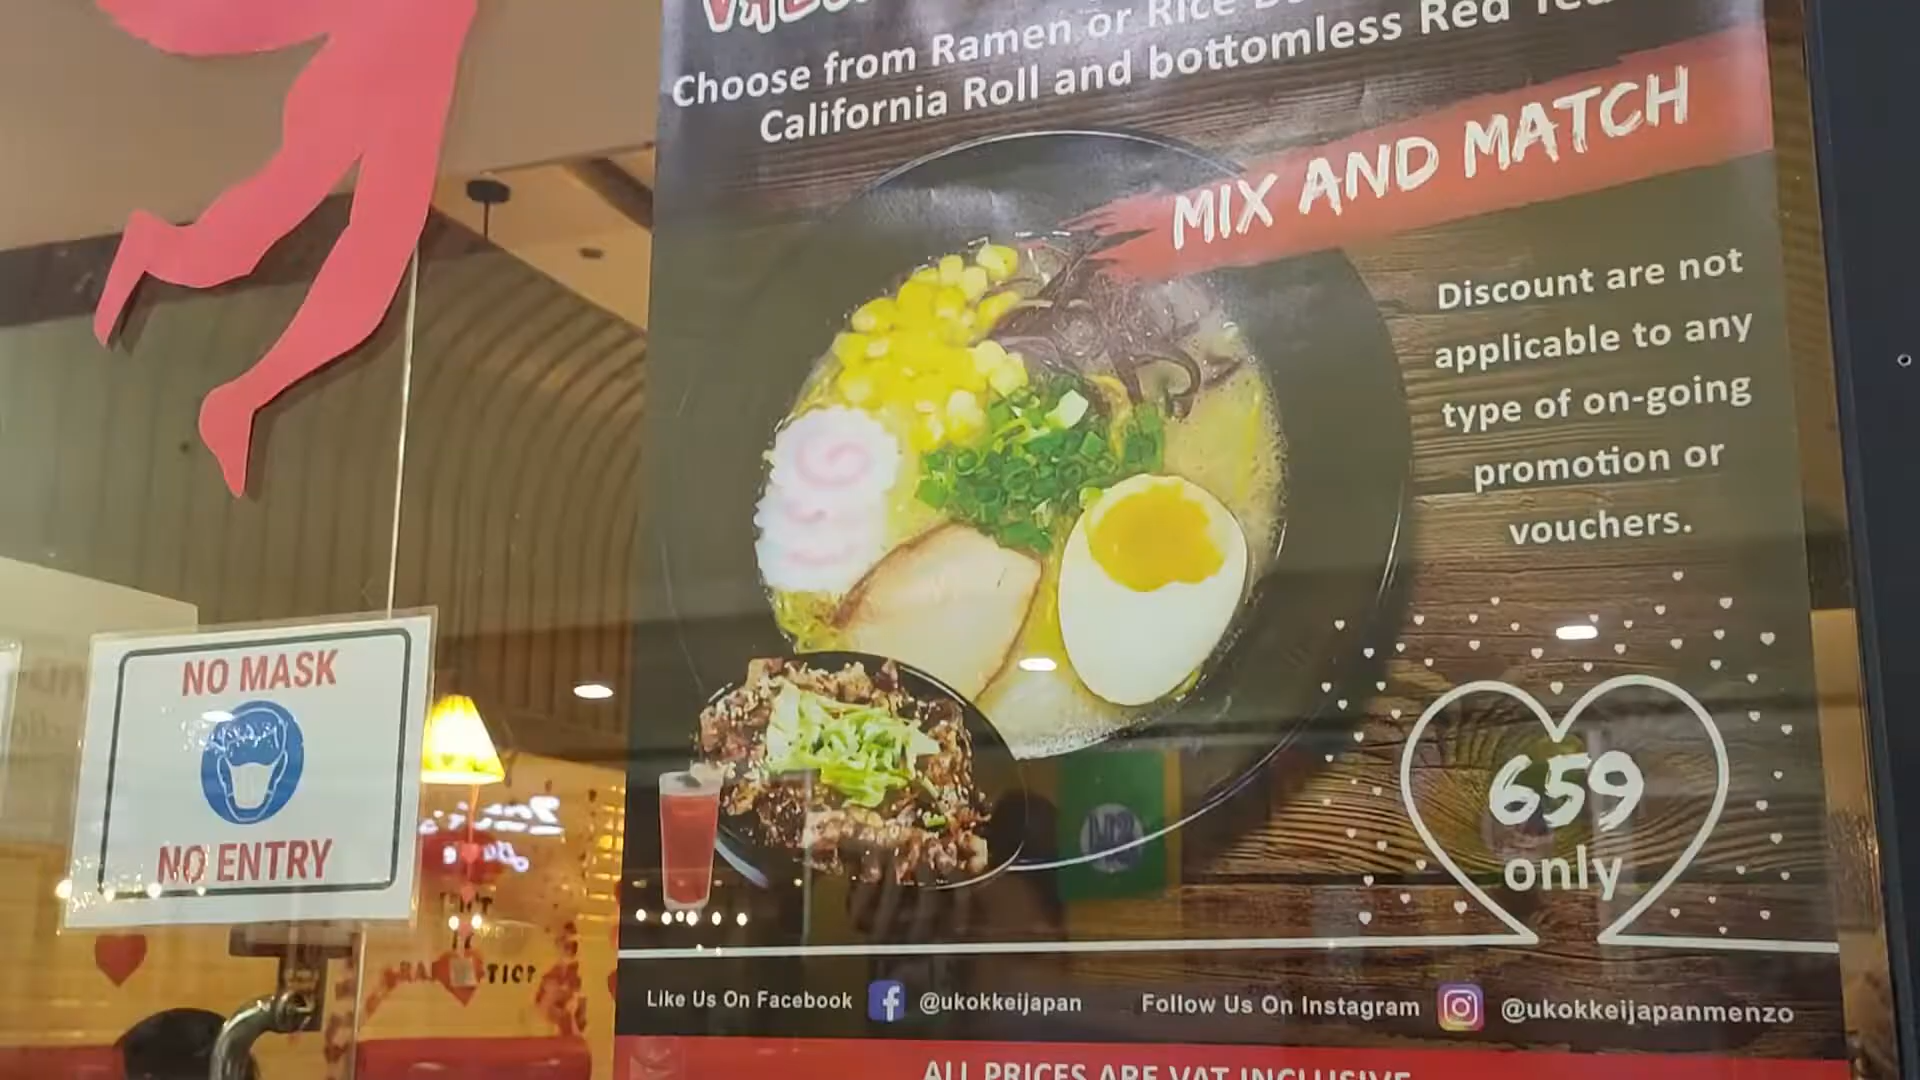 Choose from Ramen or Rice
California Roll and bottomless Red
MIX AND MATCH
Discount are not
applicable to any
type of on-going
promotion or
vouchers.
659
only
Like Us On Facebook @ukokkeijapan Follow Us On Instagram @ukokkeijapanmenzo
ALL PRICES ARE VAT INCLUSIVE
NO MASK
NO ENTRY